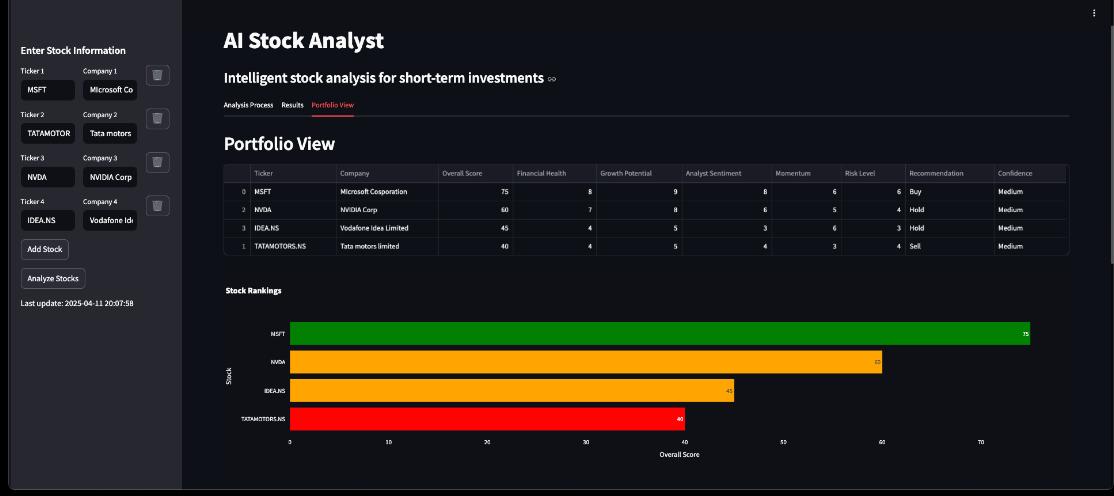 Enter Stock Information
Ticker 1 Company 1
MSFT Microsoft Co
Ticker 2 Company 2
TATAMOTOR Tata motors
Ticker 3 Company 3
NVDA NVIDIA Corp
Ticker 4 Company 4
IDEA.NS Vodafone Ide
Add Stock
Analyze Stocks
Last update: 2025-04-11 20:07:58
AI Stock Analyst
Intelligent stock analysis for short-term investments
Analysis Process Results Portfolio View
Portfolio View
Ticker Company Overall Score Financial Health Growth Potential Analyst Sentiment Momentum Risk Level Recommendation Confidence
0 MSFT Microsoft Cosporation 75 8 9 8 6 6 Buy Medium
2 NVDA NVIDIA Corp 60 7 8 6 5 4 Hold Medium
3 IDEA.NS Vodafone Idea Limited 45 4 5 3 6 3 Hold Medium
1 TATAMOTORS.NS Tata motors limited 40 4 5 4 3 4 Sell Medium
Stock Rankings
Stock
MSFT 75
NVDA 60
IDEA.NS 45
TATAMOTORS.NS 40
0 10 20 30 40 50 60 70
Overall Score